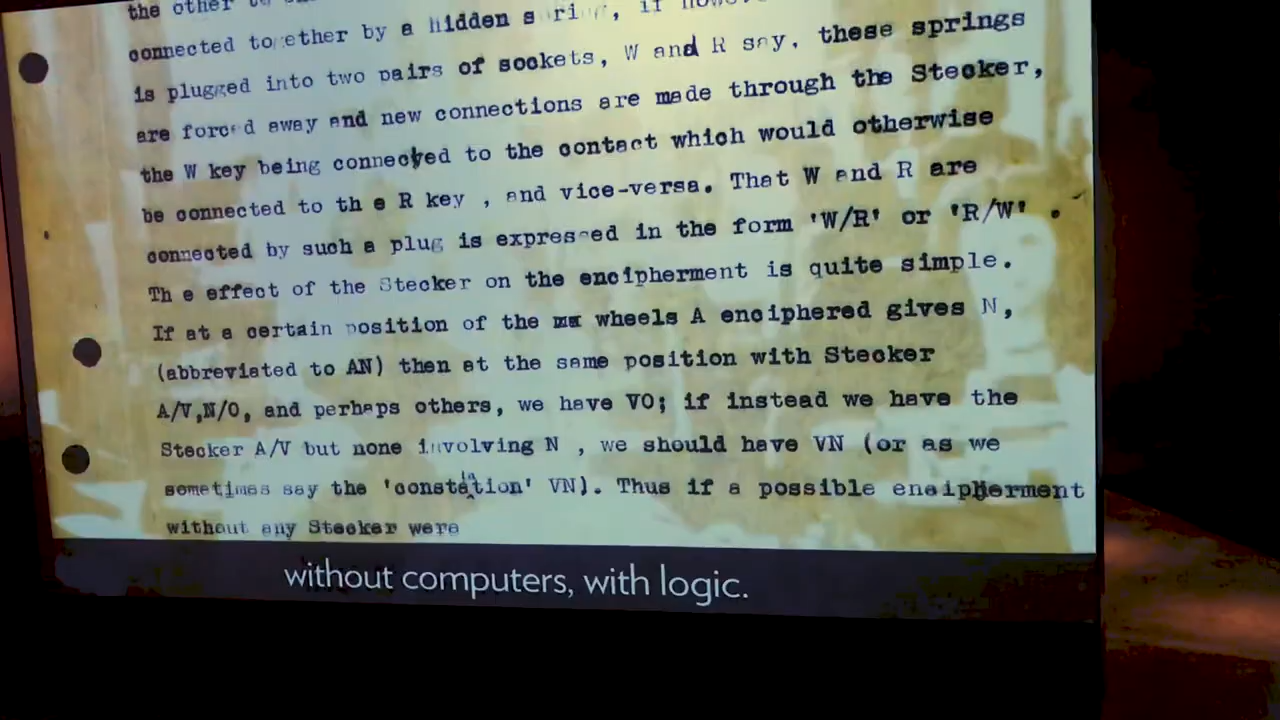 the other
connected together by a hidden spring, if
is plugged into two pairs of sockets, W and R say, these springs
are forced away and new connections are made through the Stecker,
the W key being connected to the contact which would otherwise
be connected to th e R key , and vice-versa. That W and R are
connected by such a plug is expressed in the form 'W/R' or 'R/W' .
Th e effect of the Stecker on the encipherment is quite simple.
If at a certain position of the wheels A enciphered gives N,
(abbreviated to AN) then at the same position with Stecker
A/V,N/O, and perhaps others, we have VO; if instead we have the
Stecker A/V but none involving N , we should have VN (or as we
sometimes say the 'constatation' VN). Thus if a possible encipherment
without any Stecker were
without computers, with logic.